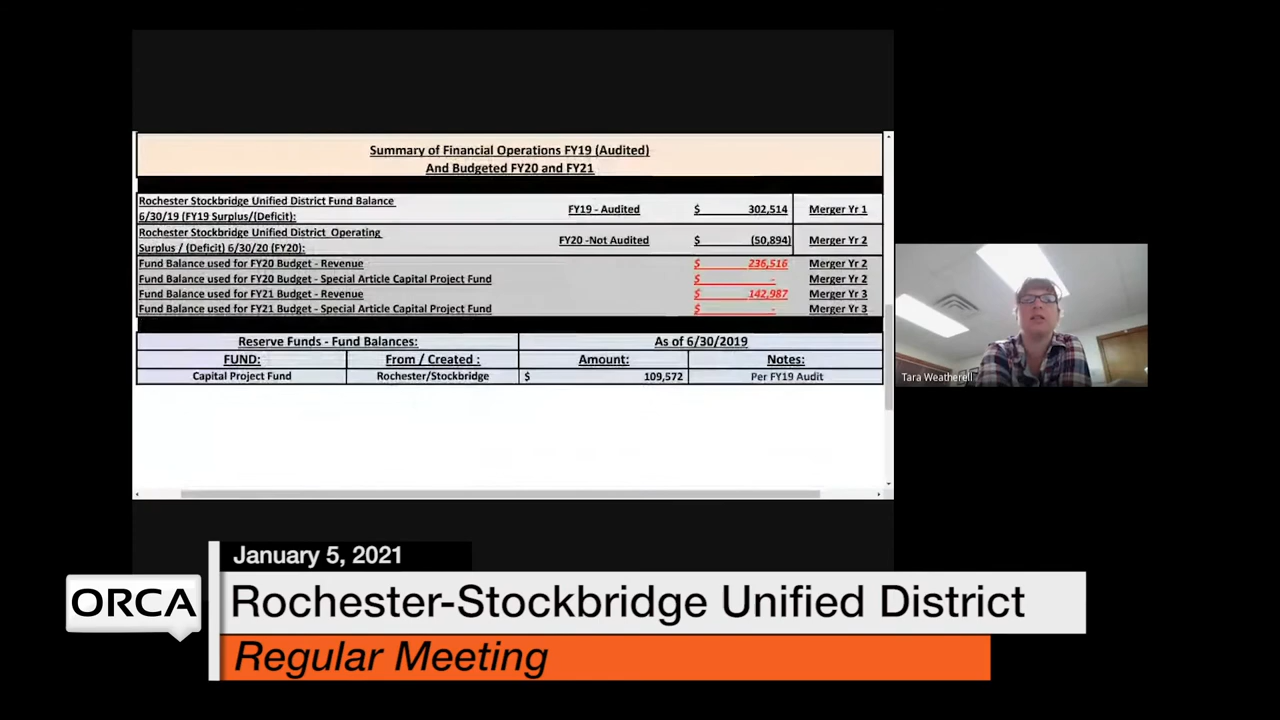 Summary of Financial Operations FY19 (Audited)
And Budgeted FY20 and FY21
Rochester Stockbridge Unified District Fund Balance
6/30/19 (FY19 Surplus/(Deficit):
FY19 - Audited $ 302,514 Merger Yr 1
Rochester Stockbridge Unified District Operating
Surplus / (Deficit) 6/30/20 (FY20):
FY20 -Not Audited $ (50,894) Merger Yr 2
Fund Balance used for FY20 Budget - Revenue $ 236,516 Merger Yr 2
Fund Balance used for FY20 Budget - Special Article Capital Project Fund $ - Merger Yr 2
Fund Balance used for FY21 Budget - Revenue $ 142,987 Merger Yr 3
Fund Balance used for FY21 Budget - Special Article Capital Project Fund $ - Merger Yr 3
Reserve Funds - Fund Balances: As of 6/30/2019
FUND: From / Created : Amount: Notes:
Capital Project Fund Rochester/Stockbridge $ 109,572 Per FY19 Audit
Tara Weatherell
January 5, 2021
ORCA
Rochester-Stockbridge Unified District
Regular Meeting